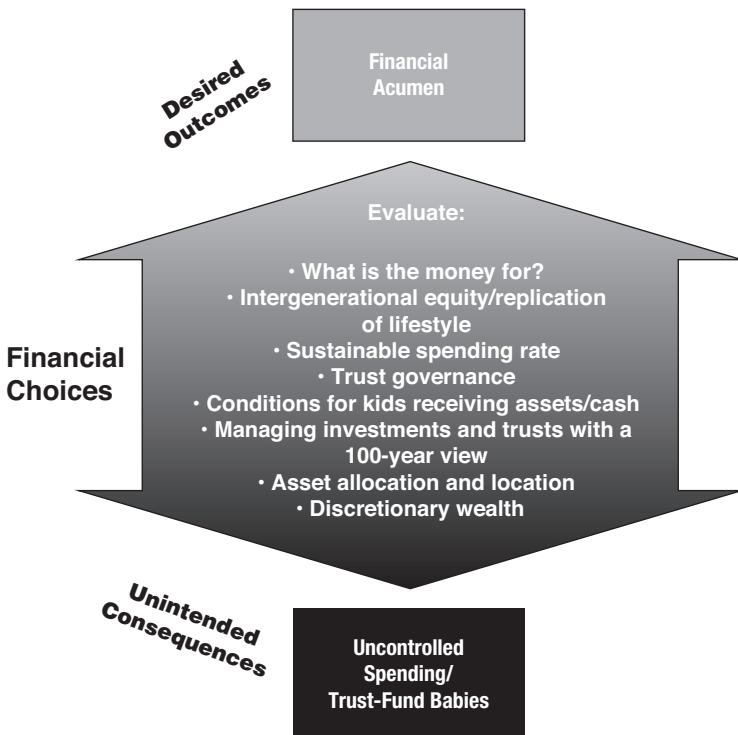 Desired
Outcomes
Financial
Acumen
Evaluate:
• What is the money for?
• Intergenerational equity/replication
of lifestyle
• Sustainable spending rate
• Trust governance
• Conditions for kids receiving assets/cash
• Managing investments and trusts with a
100-year view
• Asset allocation and location
• Discretionary wealth
Financial
Choices
Unintended
Consequences
Uncontrolled
Spending/
Trust-Fund Babies